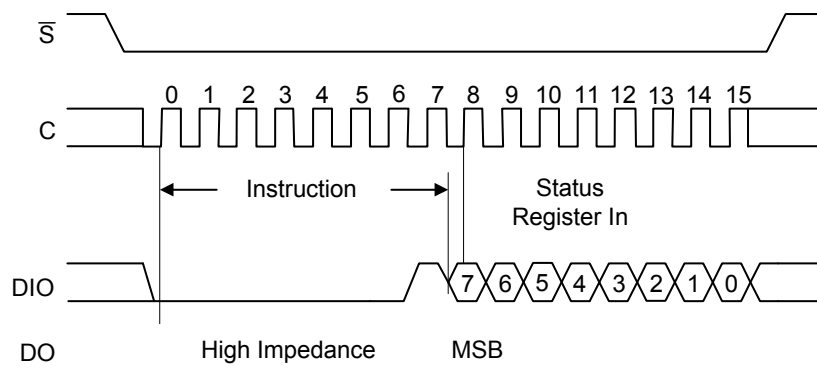 S
0 1 2 3 4 5 6 7 8 9 10 11 12 13 14 15
C
Instruction
Status
Register In
DIO
7 6 5 4 3 2 1 0
DO
High Impedance
MSB